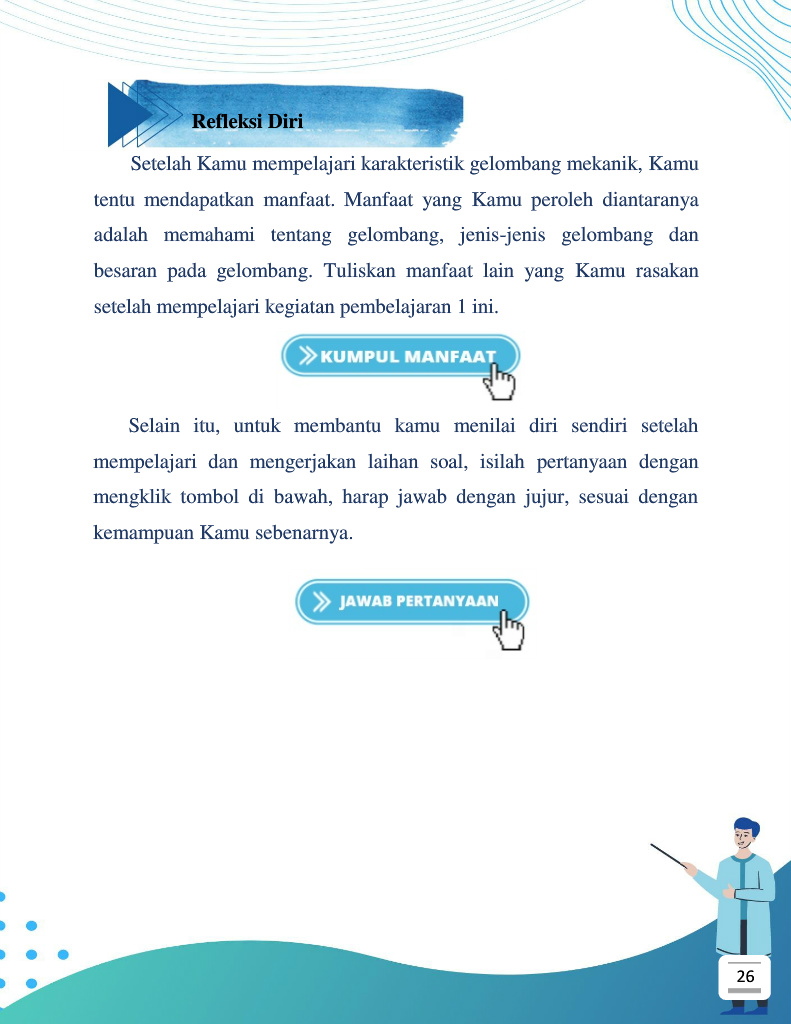 Refleksi Diri
Setelah Kamu mempelajari karakteristik gelombang mekanik, Kamu
tentu mendapatkan manfaat. Manfaat yang Kamu peroleh diantaranya
adalah memahami tentang gelombang, jenis-jenis gelombang dan
besaran pada gelombang. Tuliskan manfaat lain yang Kamu rasakan
setelah mempelajari kegiatan pembelajaran 1 ini.
KUMPUL MANFAAT
Selain itu, untuk membantu kamu menilai diri sendiri setelah
mempelajari dan mengerjakan laihan soal, isilah pertanyaan dengan
mengklik tombol di bawah, harap jawab dengan jujur, sesuai dengan
kemampuan Kamu sebenarnya.
JAWAB PERTANYAAN
26